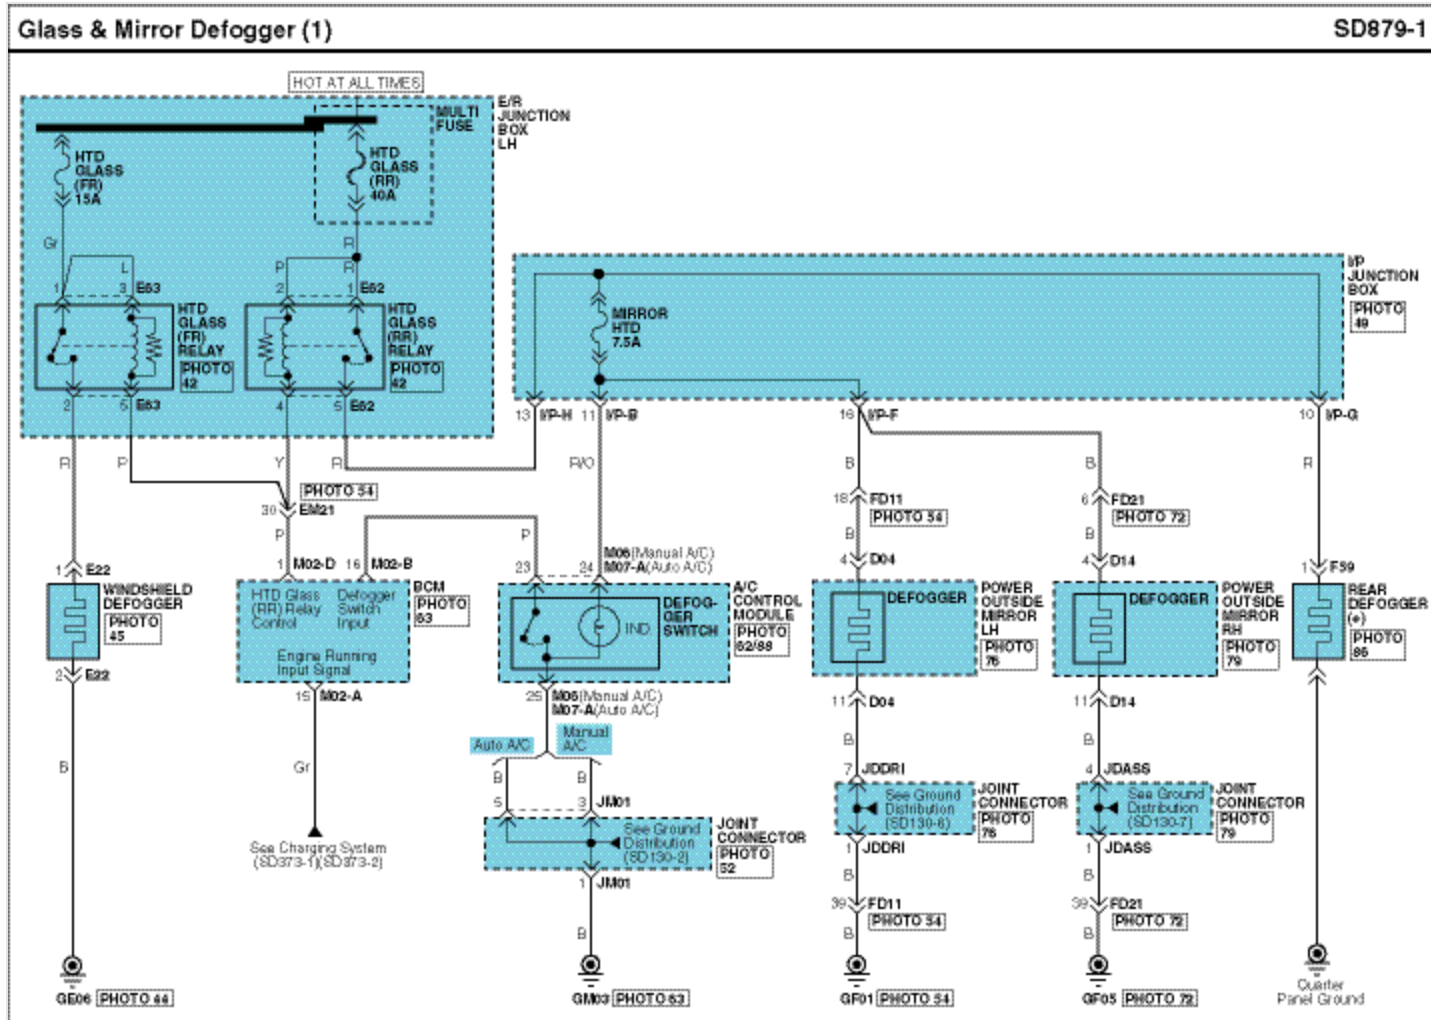 Glass & Mirror Defogger (1)
SD879-1
HOT AT ALL TIMES
E/R
JUNCTION
BOX
LH
MULTI
FUSE
HTD
GLASS
(FR)
15A
HTD
GLASS
(RR)
40A
Gr
R
L
P
R
1
3
E63
2
1
E62
HTD
GLASS
(FR)
RELAY
PHOTO
42
HTD
GLASS
(RR)
RELAY
PHOTO
42
2
5
E63
4
5
E62
I/P
JUNCTION
BOX
PHOTO
49
MIRROR
HTD
7.5A
13
I/P-H
11
I/P-B
16
I/P-F
10
I/P-G
R
P
Y
R
R/O
B
B
R
PHOTO 54
30
EM21
18
FD11
PHOTO 54
6
FD21
PHOTO 72
P
P
B
B
1
E22
1
M02-D
16
M02-B
23
24
M06(Manual A/C)
M07-A(Auto A/C)
4
D04
4
D14
1
F39
WINDSHIELD
DEFOGGER
PHOTO
45
HTD Glass
(RR) Relay
Control
Defogger
Switch
Input
Engine Running
Input Signal
BCM
PHOTO
63
IND.
DEFOG-
GER
SWITCH
A/C
CONTROL
MODULE
PHOTO
62/88
DEFOGGER
POWER
OUTSIDE
MIRROR
LH
PHOTO
76
DEFOGGER
POWER
OUTSIDE
MIRROR
RH
PHOTO
79
REAR
DEFOGGER
PHOTO
86
2
E22
15
M02-A
25
M06(Manual A/C)
M07-A(Auto A/C)
11
D04
11
D14
Auto A/C
Manual
A/C
B
Gr
B
B
B
B
5
3
JM01
7
JDDRI
4
JDASS
See Ground
Distribution
(SD130-2)
JOINT
CONNECTOR
PHOTO
52
See Ground
Distribution
(SD130-6)
JOINT
CONNECTOR
PHOTO
76
See Ground
Distribution
(SD130-7)
JOINT
CONNECTOR
PHOTO
79
See Charging System
(SD373-1)(SD373-2)
1
JM01
1
JDDRI
1
JDASS
B
B
39
FD11
PHOTO 54
39
FD21
PHOTO 72
B
B
B
GE06
PHOTO 44
GM03
PHOTO 63
GF01
PHOTO 54
GF05
PHOTO 72
Quarter
Panel Ground